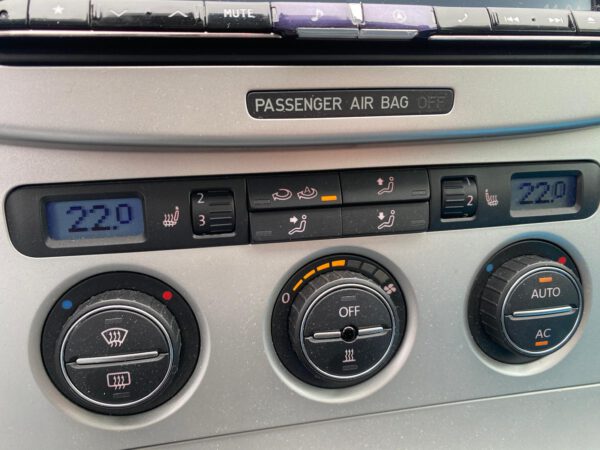 MUTE
PASSENGER AIR BAG OFF
22.0
2
3
2
22.0
0
OFF
AUTO
AC